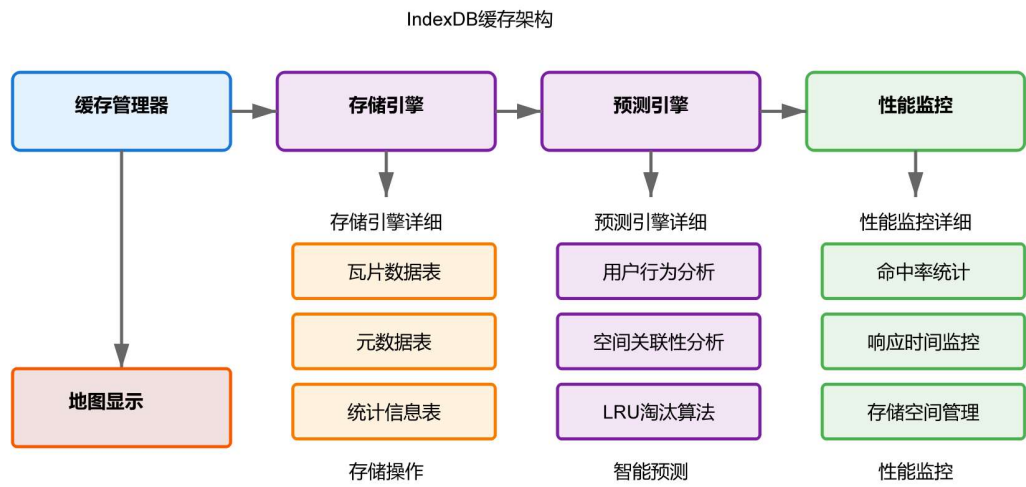 IndexDB缓存架构
缓存管理器
存储引擎
预测引擎
性能监控
存储引擎详细
预测引擎详细
性能监控详细
瓦片数据表
用户行为分析
命中率统计
元数据表
空间关联性分析
响应时间监控
地图显示
统计信息表
LRU淘汰算法
存储空间管理
存储操作
智能预测
性能监控